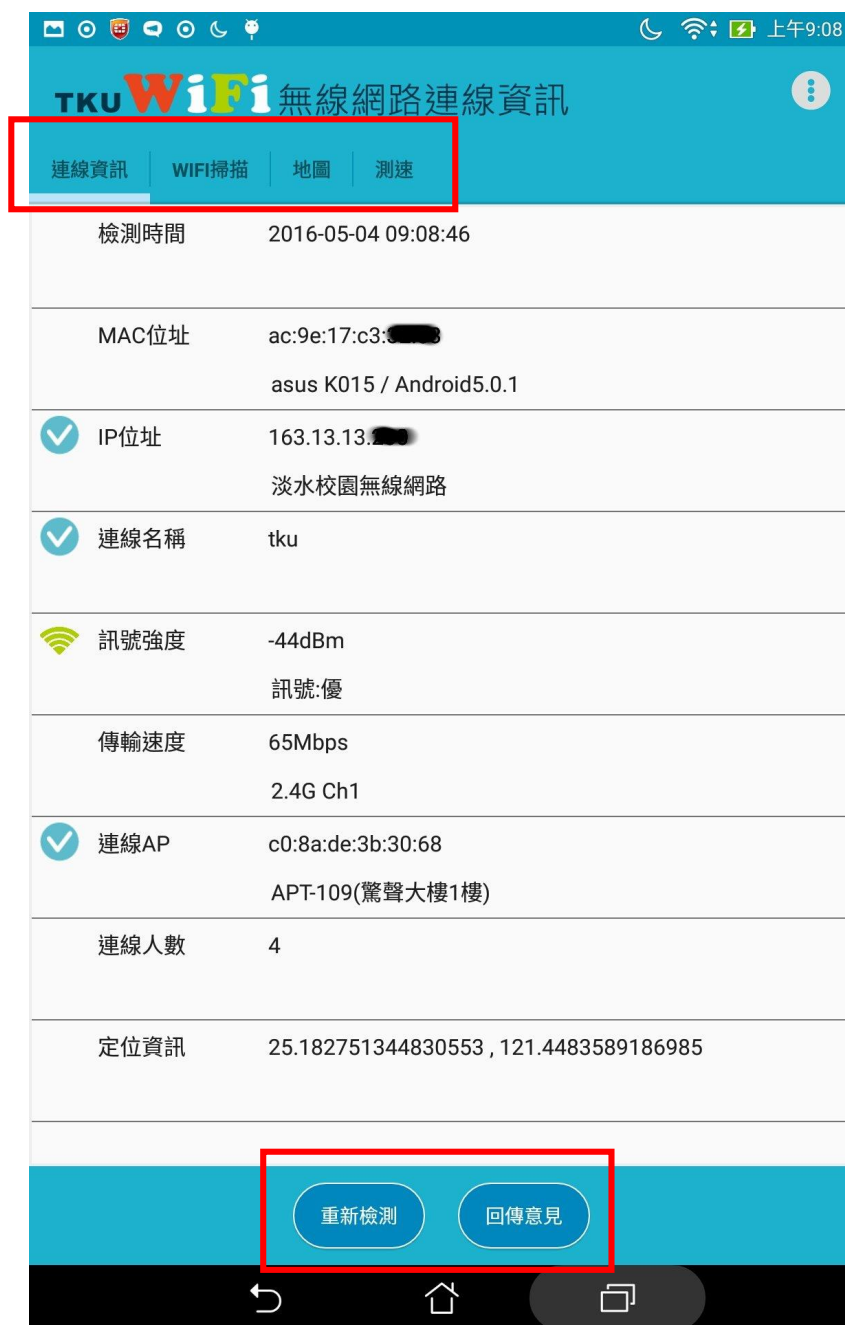 上午9:08
TKU WiFi 無線網路連線資訊
連線資訊 WIFI掃描 地圖 測速
檢測時間 2016-05-04 09:08:46
MAC位址 ac:9e:17:c3:
asus K015 / Android5.0.1
IP位址 163.13.13.
淡水校園無線網路
連線名稱 tku
訊號強度 -44dBm
訊號:優
傳輸速度 65Mbps
2.4G Ch1
連線AP c0:8a:de:3b:30:68
APT-109(驚聲大樓1樓)
連線人數 4
定位資訊 25.182751344830553 , 121.4483589186985
重新檢測 回傳意見